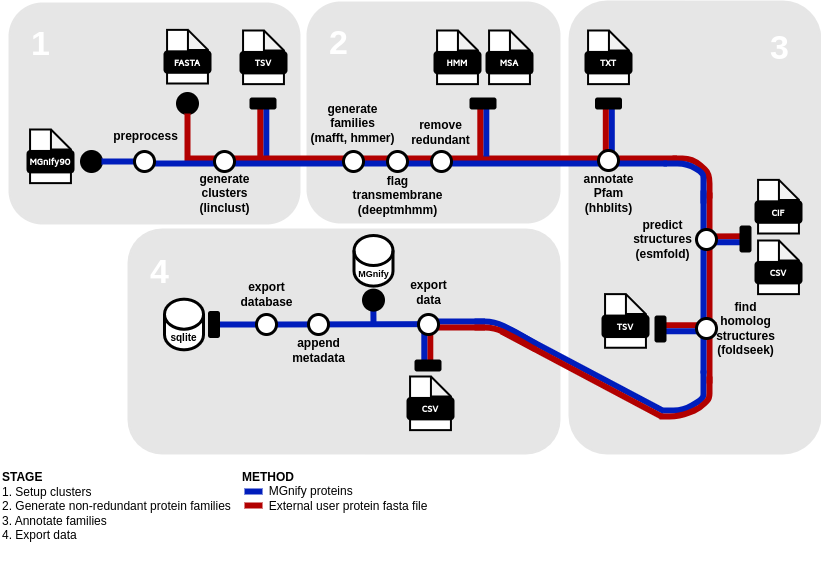 1
FASTA
TSV
MGnify90
preprocess
generate
clusters
(linclust)
2
HMM
MSA
generate
families
(mafft, hmmer)
remove
redundant
flag
transmembrane
(deeptmhmm)
3
TXT
annotate
Pfam
(hhblits)
CIF
CSV
predict
structures
(esmfold)
TSV
find
homolog
structures
(foldseek)
4
MGnify
sqlite
export
database
append
metadata
export
data
CSV
STAGE
1. Setup clusters
2. Generate non-redundant protein families
3. Annotate families
4. Export data
METHOD
MGnify proteins
External user protein fasta file